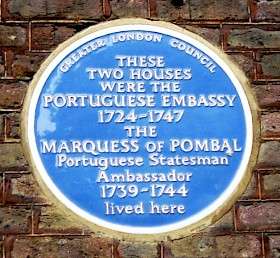 GREATER LONDON COUNCIL
THESE
TWO HOUSES
WERE THE
PORTUGUESE EMBASSY
1724-1747
THE
MARQUESS OF POMBAL
Portuguese Statesman
Ambassador
1739-1744
lived here